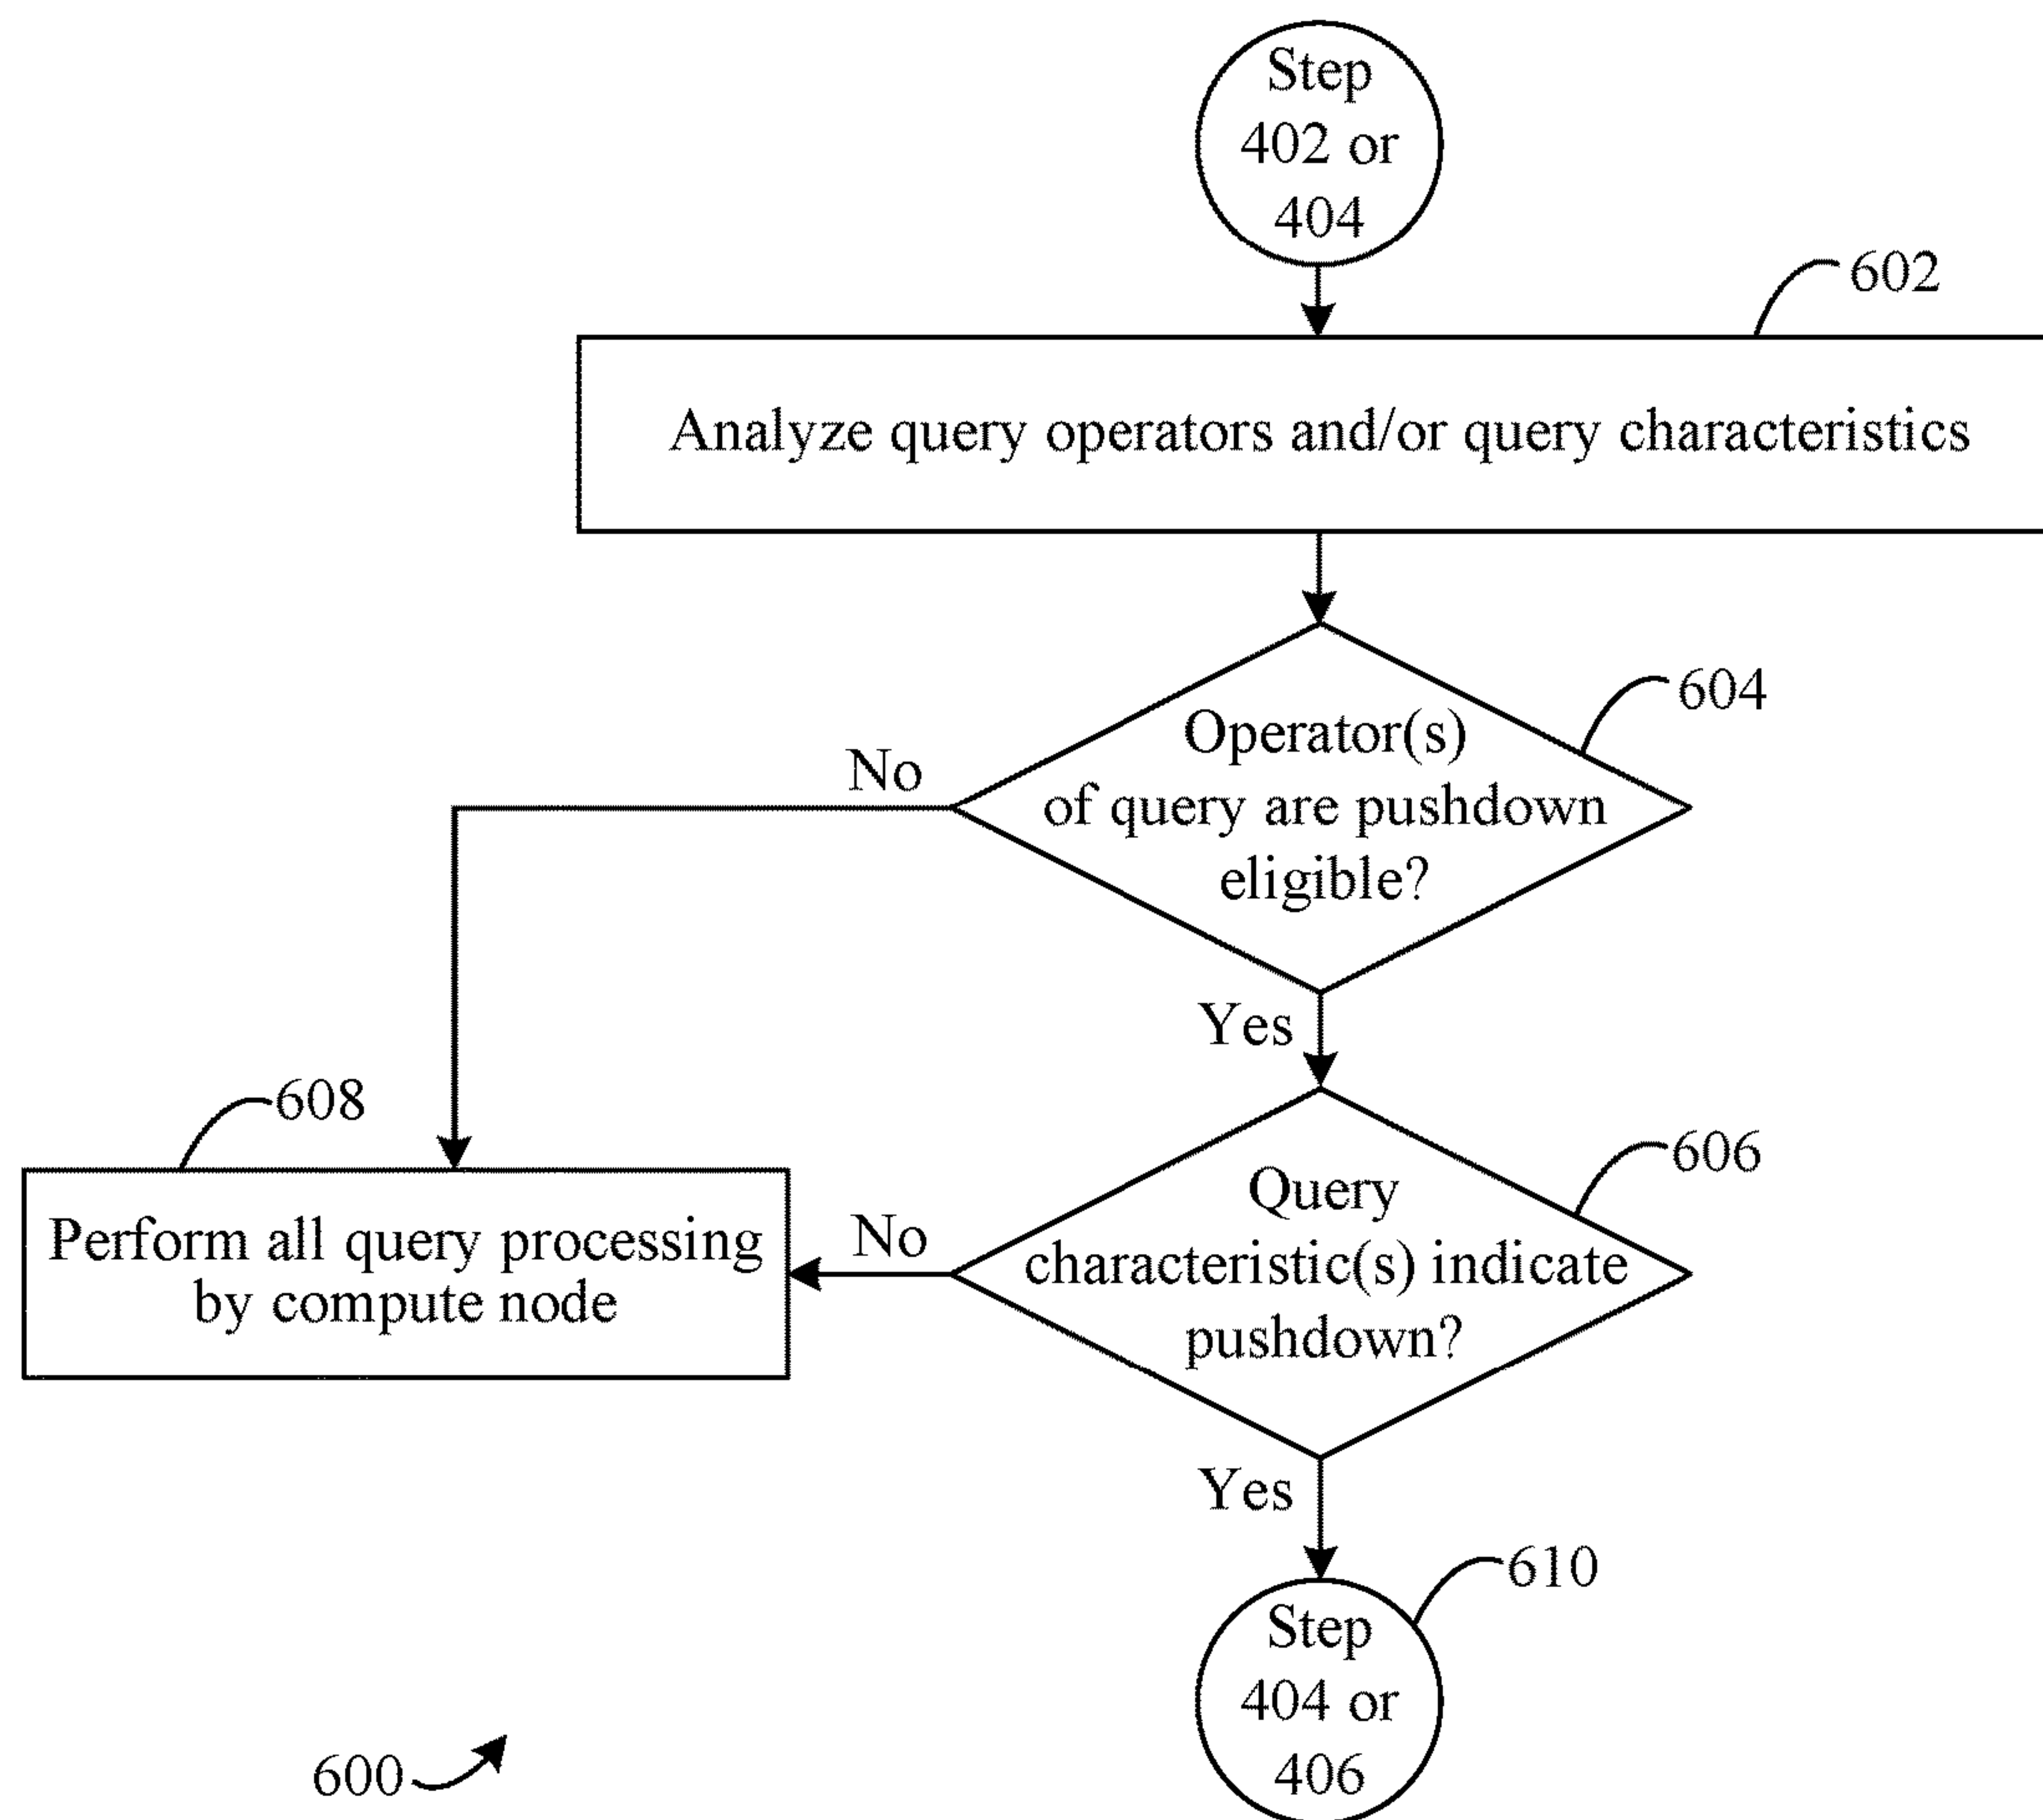 Step
402 or
404
602
Analyze query operators and/or query characteristics
604
Operator(s)
of query are pushdown
eligible?
No
Yes
608
606
Perform all query processing
by compute node
No
Query
characteristic(s) indicate
pushdown?
Yes
610
Step
404 or
406
600